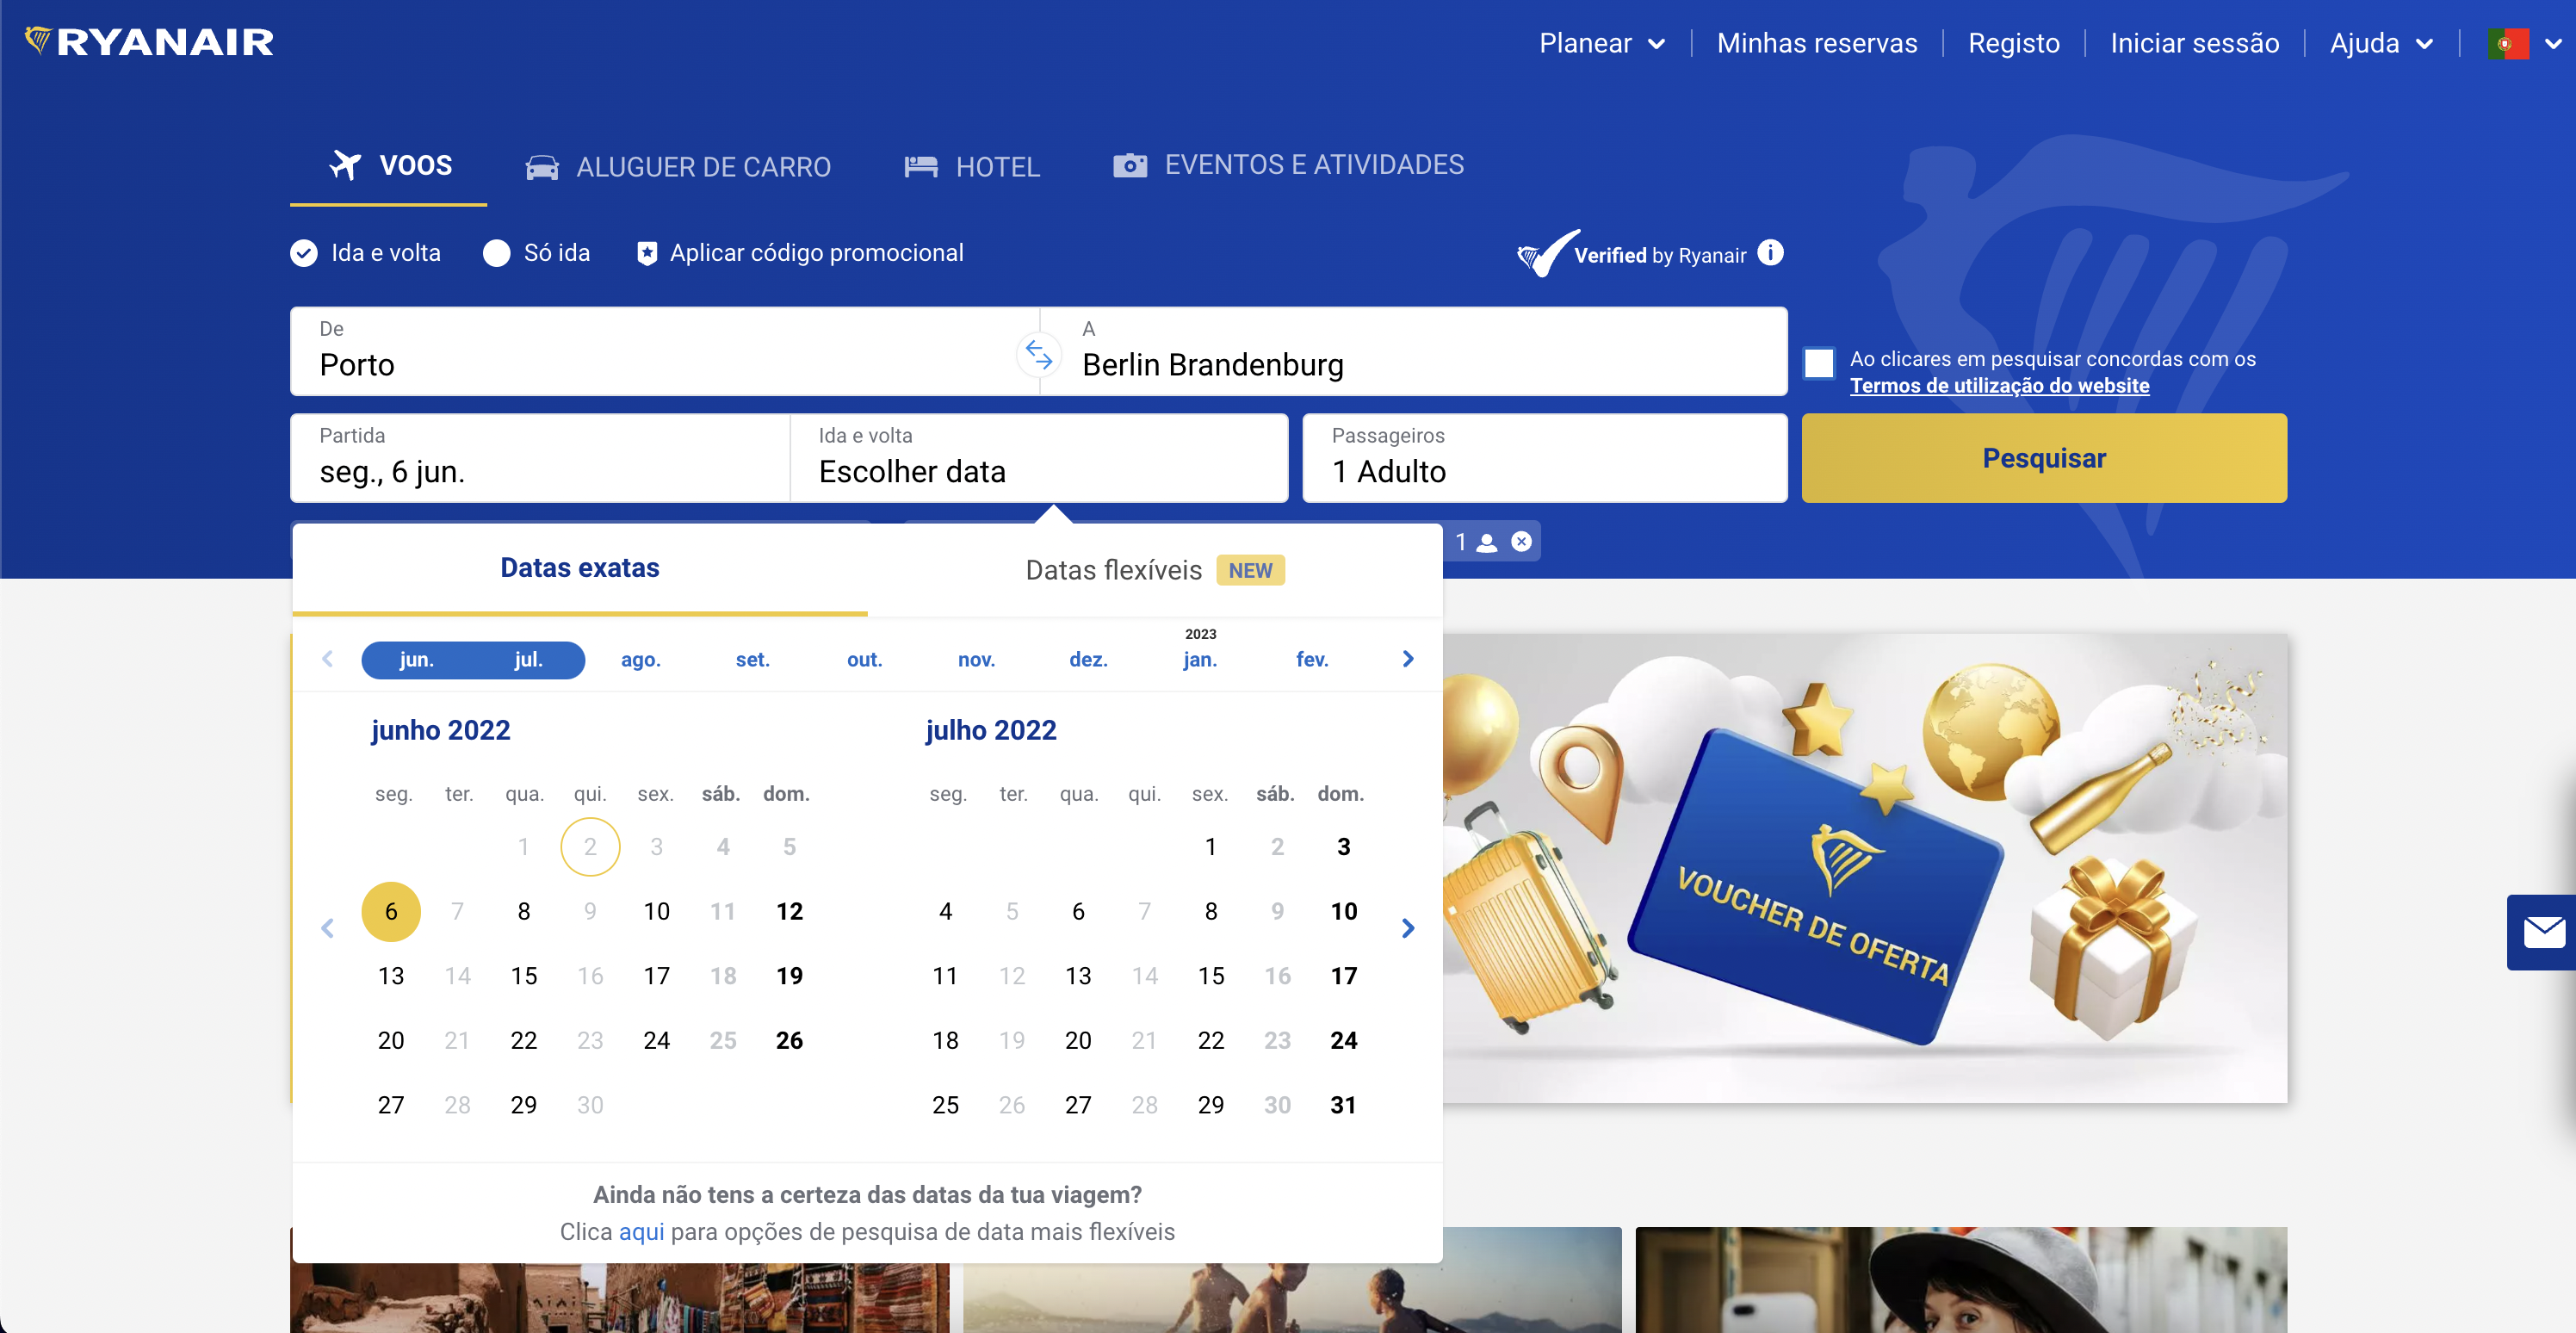 RYANAIR
Planear
Minhas reservas
Registo
Iniciar sessão
Ajuda
VOOS
ALUGUER DE CARRO
HOTEL
EVENTOS E ATIVIDADES
Ida e volta
Só ida
Aplicar código promocional
Verified by Ryanair
De
Porto
A
Berlin Brandenburg
Ao clicares em pesquisar concordas com os
Termos de utilização do website
Partida
seg., 6 jun.
Ida e volta
Escolher data
Passageiros
1 Adulto
Pesquisar
1
Datas exatas
Datas flexíveis NEW
2023
jun. jul. ago. set. out. nov. dez. jan. fev.
junho 2022
seg. ter. qua. qui. sex. sáb. dom.
1 2 3 4 5
6 7 8 9 10 11 12
13 14 15 16 17 18 19
20 21 22 23 24 25 26
27 28 29 30
julho 2022
seg. ter. qua. qui. sex. sáb. dom.
1 2 3
4 5 6 7 8 9 10
11 12 13 14 15 16 17
18 19 20 21 22 23 24
25 26 27 28 29 30 31
Ainda não tens a certeza das datas da tua viagem?
Clica aqui para opções de pesquisa de data mais flexíveis
VOUCHER DE OFERTA